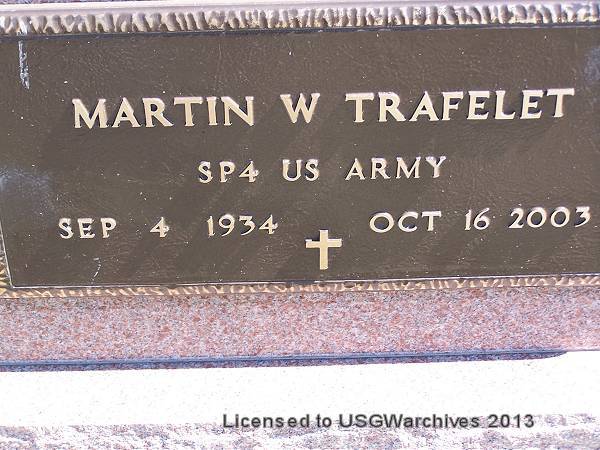 MARTIN W TRAFELET
SP4 US ARMY
SEP 4 1934 OCT 16 2003
Licensed to USGWarchives 2013